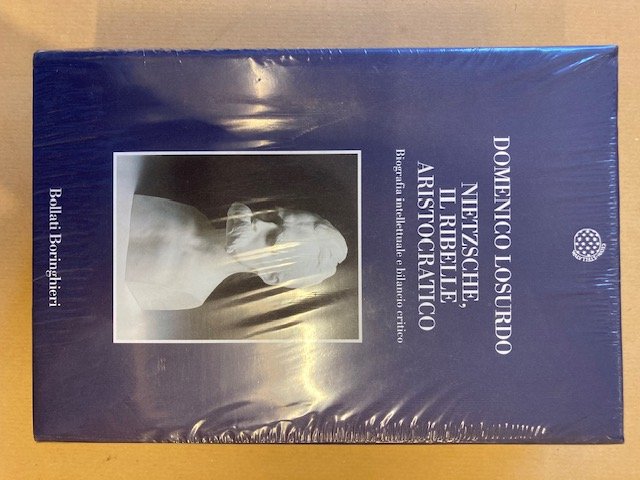 DOMENICO LOSURDO
NIETZSCHE,
IL RIBELLE
ARISTOCRATICO
Biografia intellettuale e bilancio critico
Bollati Boringhieri